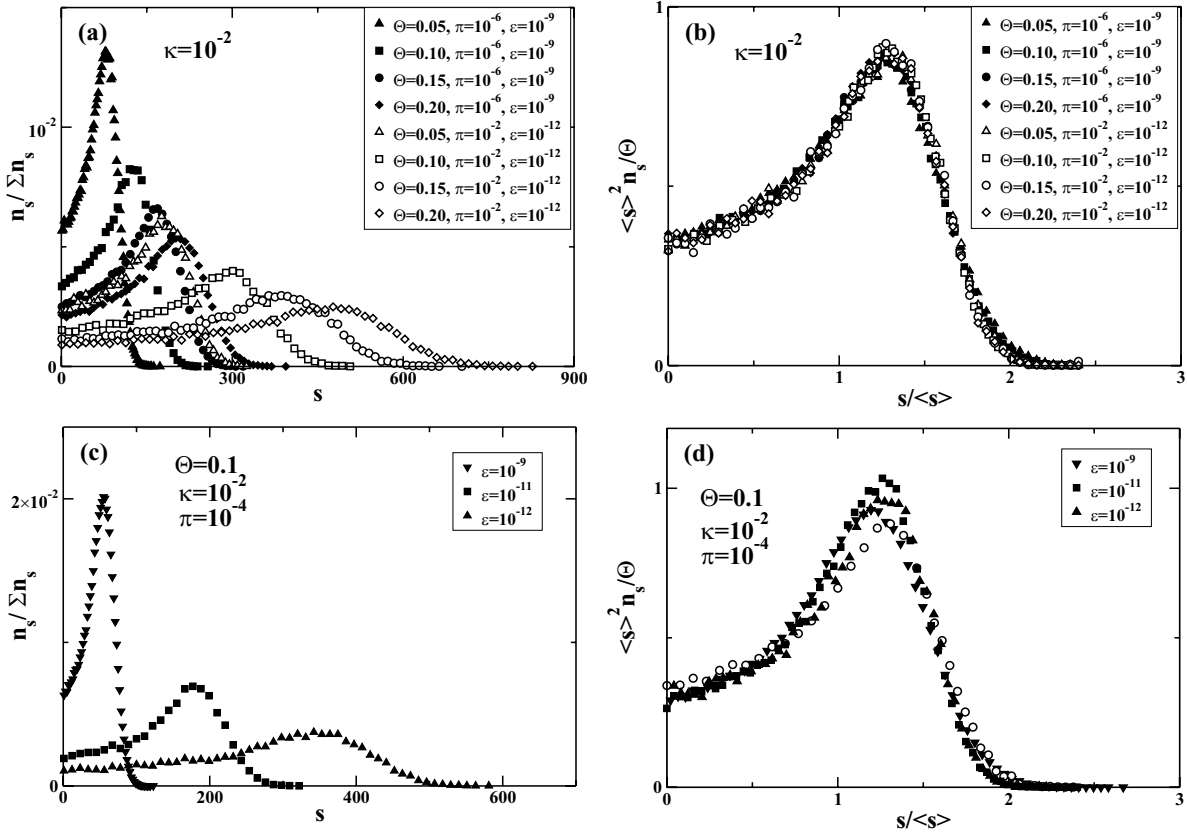 (a)
κ=10⁻²
Θ=0.05, π=10⁻⁶, ε=10⁻⁹
Θ=0.10, π=10⁻⁶, ε=10⁻⁹
Θ=0.15, π=10⁻⁶, ε=10⁻⁹
Θ=0.20, π=10⁻⁶, ε=10⁻⁹
Θ=0.05, π=10⁻², ε=10⁻¹²
Θ=0.10, π=10⁻², ε=10⁻¹²
Θ=0.15, π=10⁻², ε=10⁻¹²
Θ=0.20, π=10⁻², ε=10⁻¹²
10⁻²
0
nₛ/ Σnₛ
0 300 600 900
s
(b)
κ=10⁻²
Θ=0.05, π=10⁻⁶, ε=10⁻⁹
Θ=0.10, π=10⁻⁶, ε=10⁻⁹
Θ=0.15, π=10⁻⁶, ε=10⁻⁹
Θ=0.20, π=10⁻⁶, ε=10⁻⁹
Θ=0.05, π=10⁻², ε=10⁻¹²
Θ=0.10, π=10⁻², ε=10⁻¹²
Θ=0.15, π=10⁻², ε=10⁻¹²
Θ=0.20, π=10⁻², ε=10⁻¹²
1
0
<s>² nₛ/Θ
0 1 2 3
s/<s>
(c)
Θ=0.1
κ=10⁻²
π=10⁻⁴
ε=10⁻⁹
ε=10⁻¹¹
ε=10⁻¹²
2×10⁻²
0
nₛ/ Σnₛ
0 200 400 600
s
(d)
Θ=0.1
κ=10⁻²
π=10⁻⁴
ε=10⁻⁹
ε=10⁻¹¹
ε=10⁻¹²
1
0
<s>² nₛ/Θ
0 1 2 3
s/<s>